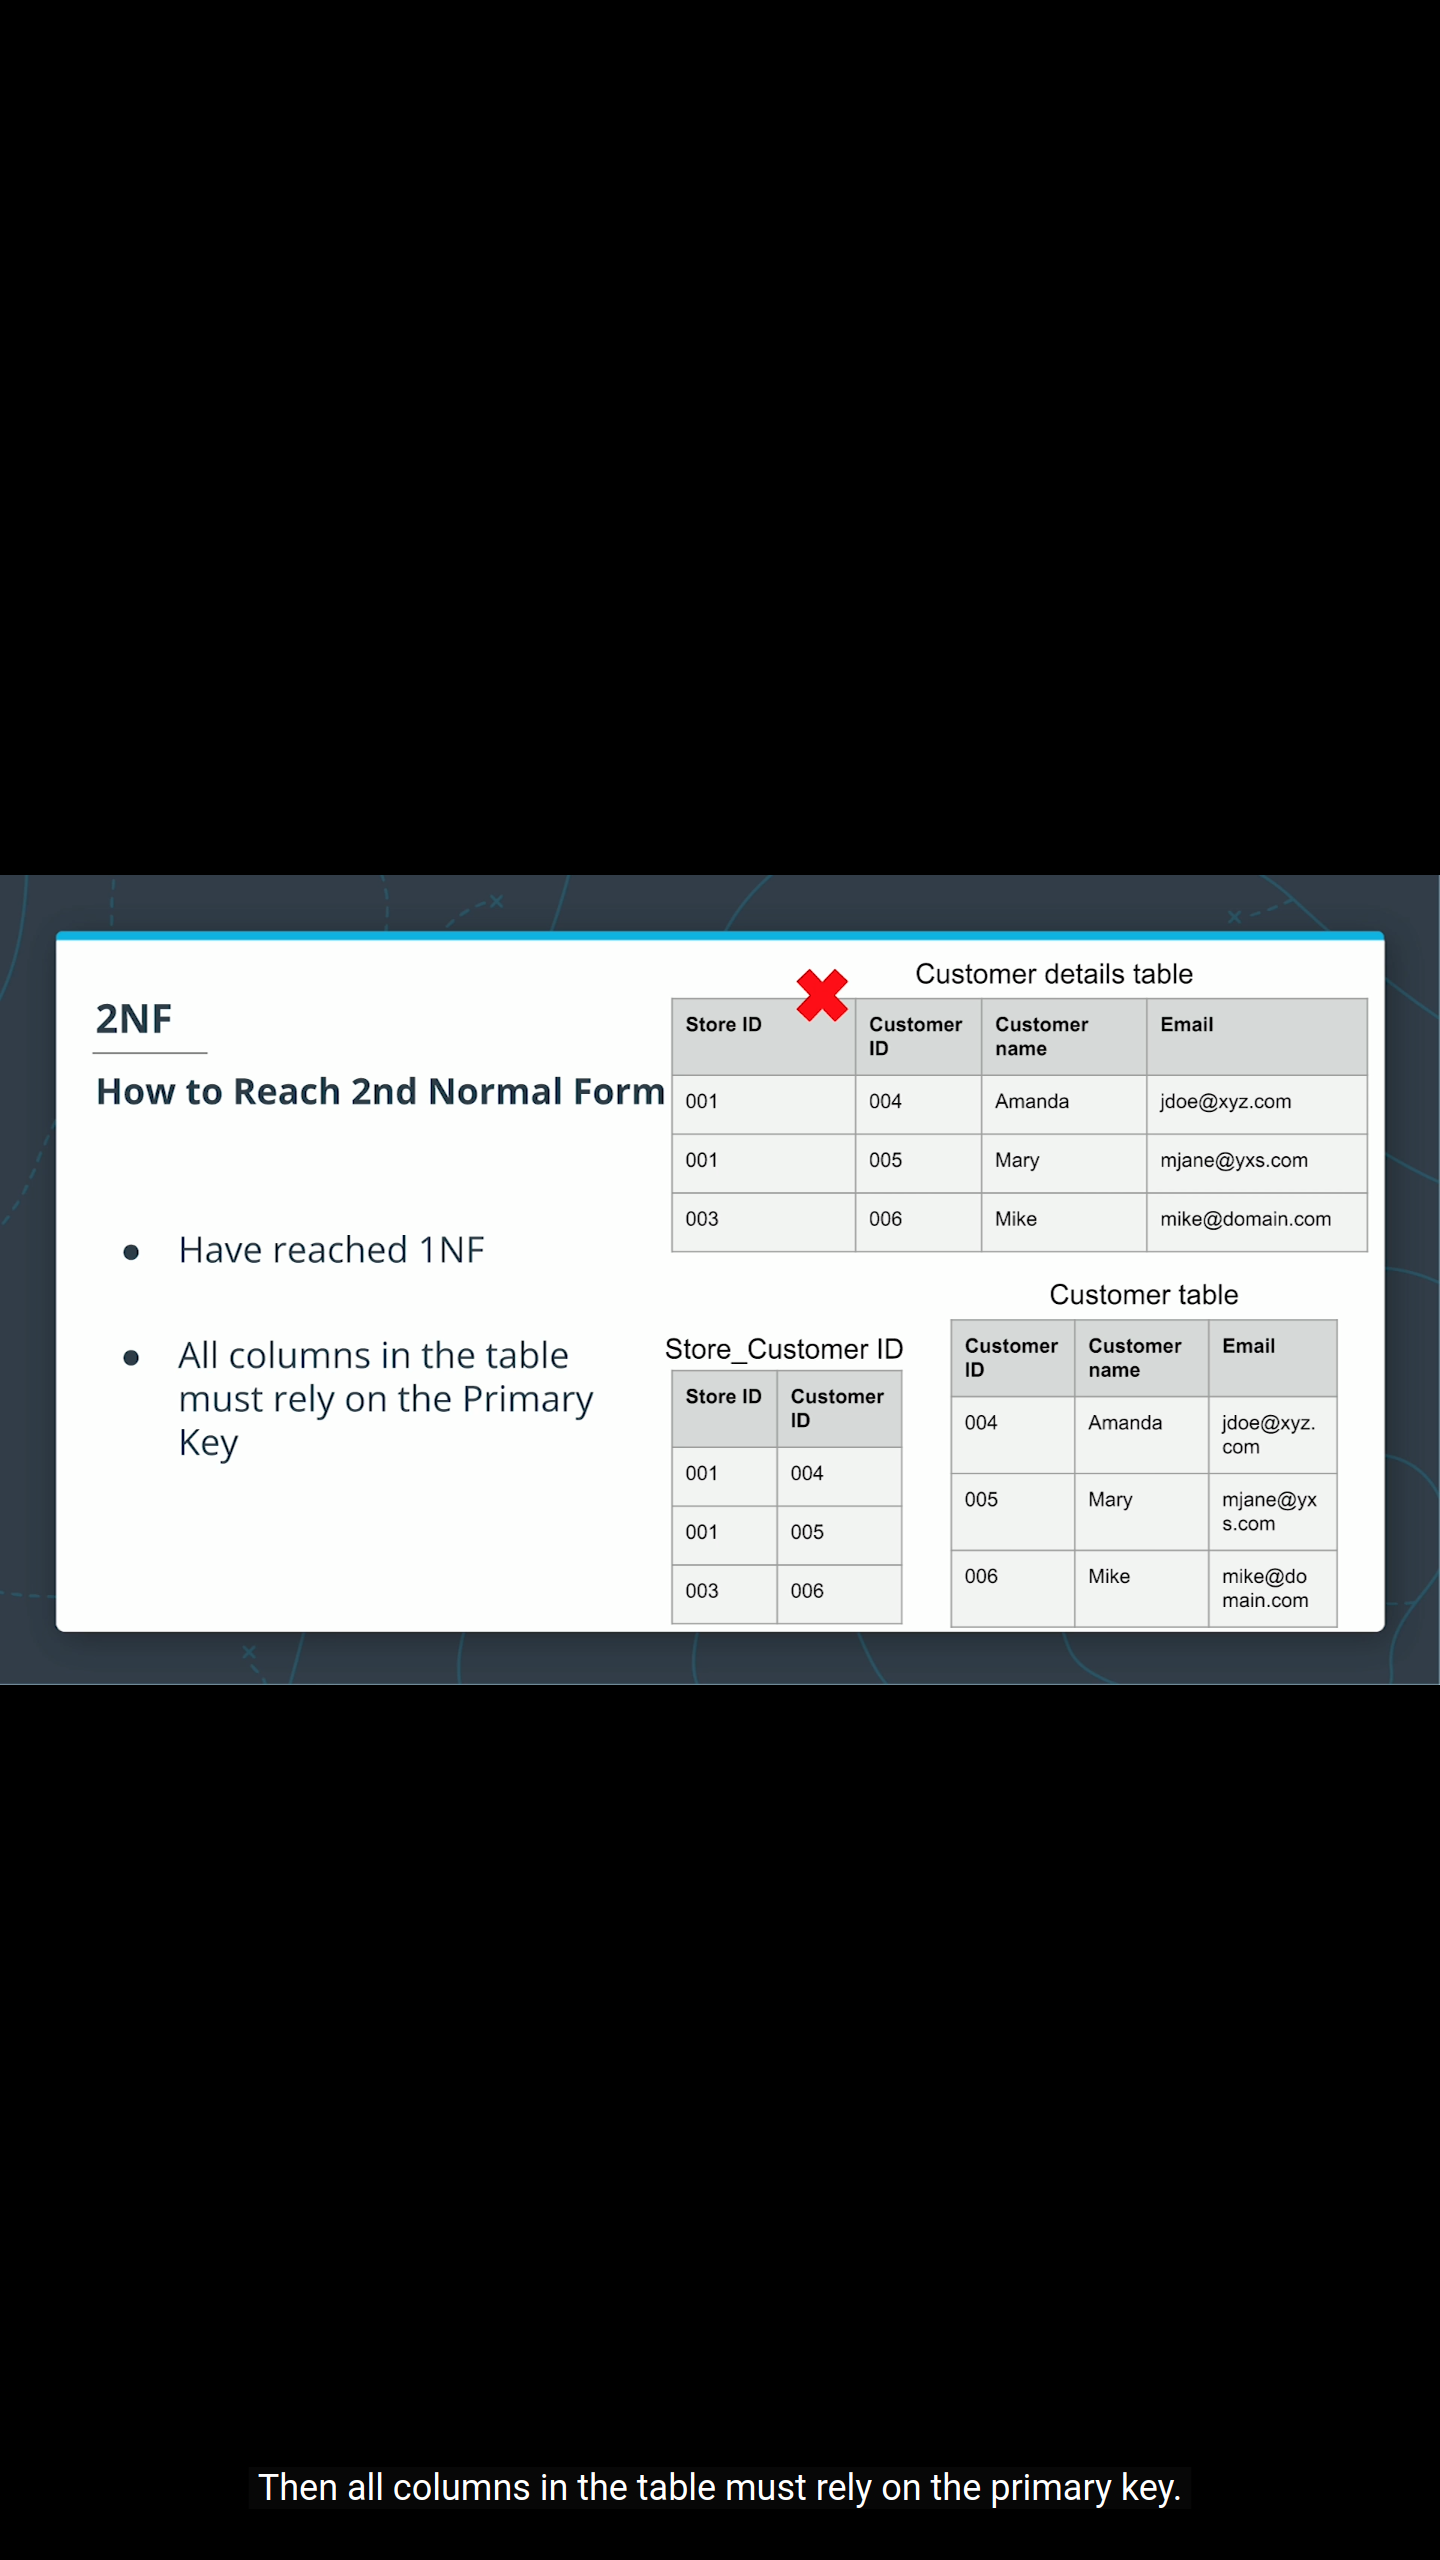 2NF
How to Reach 2nd Normal Form
● Have reached 1NF
● All columns in the table
must rely on the Primary
Key
Customer details table
Store ID Customer ID Customer name Email
001 004 Amanda jdoe@xyz.com
001 005 Mary mjane@yxs.com
003 006 Mike mike@domain.com
Store_Customer ID
Store ID Customer ID
001 004
001 005
003 006
Customer table
Customer ID Customer name Email
004 Amanda jdoe@xyz.com
005 Mary mjane@yxs.com
006 Mike mike@domain.com
Then all columns in the table must rely on the primary key.